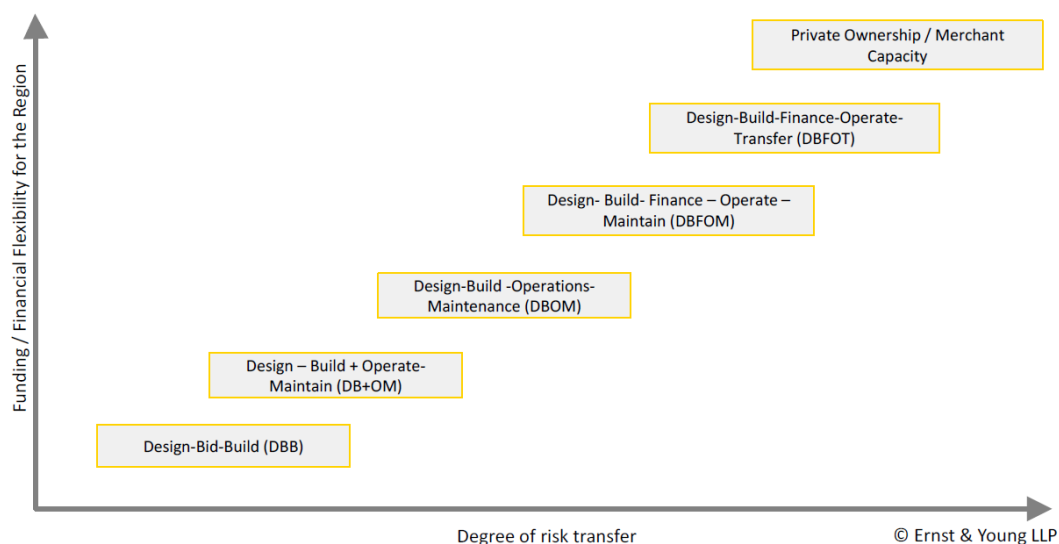 Private Ownership / Merchant
Capacity
Design-Build-Finance-Operate-
Transfer (DBFOT)
Design- Build- Finance – Operate –
Maintain (DBFOM)
Design-Build -Operations-
Maintenance (DBOM)
Design – Build + Operate-
Maintain (DB+OM)
Design-Bid-Build (DBB)
Funding / Financial Flexibility for the Region
Degree of risk transfer
© Ernst & Young LLP